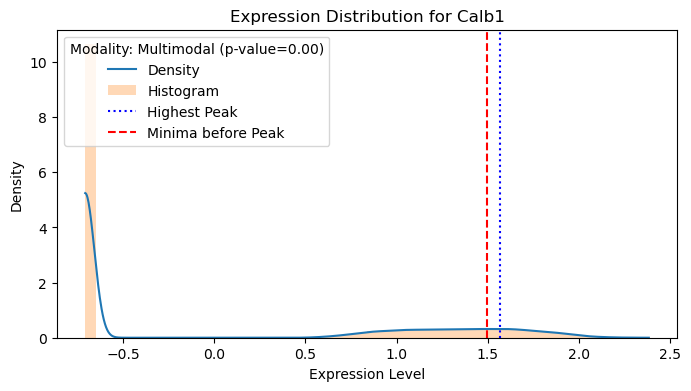 Expression Distribution for Calb1
Modality: Multimodal (p-value=0.00)
Density
Histogram
Highest Peak
Minima before Peak
Density
10
8
6
4
2
0
−0.5
0.0
0.5
1.0
1.5
2.0
2.5
Expression Level